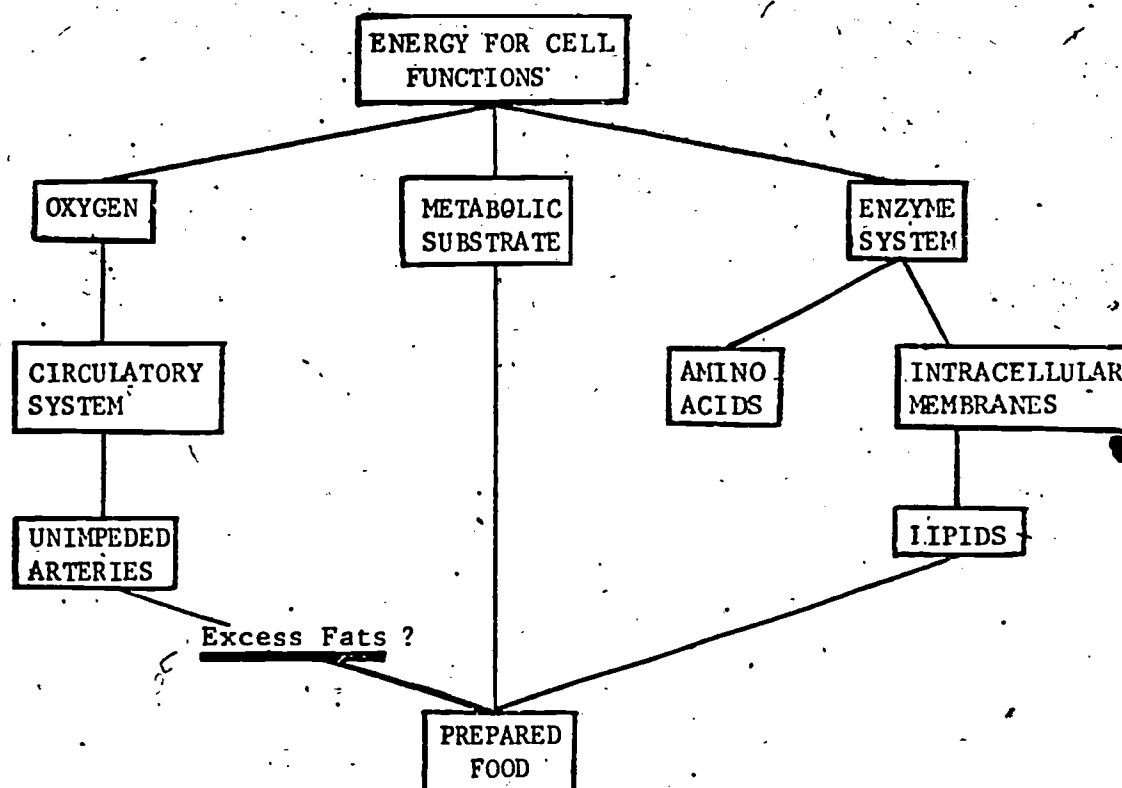 ENERGY FOR CELL
FUNCTIONS
OXYGEN
METABOLIC
SUBSTRATE
ENZYME
SYSTEM
CIRCULATORY
SYSTEM
AMINO
ACIDS
INTRACELLULAR
MEMBRANES
UNIMPEDED
ARTERIES
LIPIDS
Excess Fats ?
PREPARED
FOOD